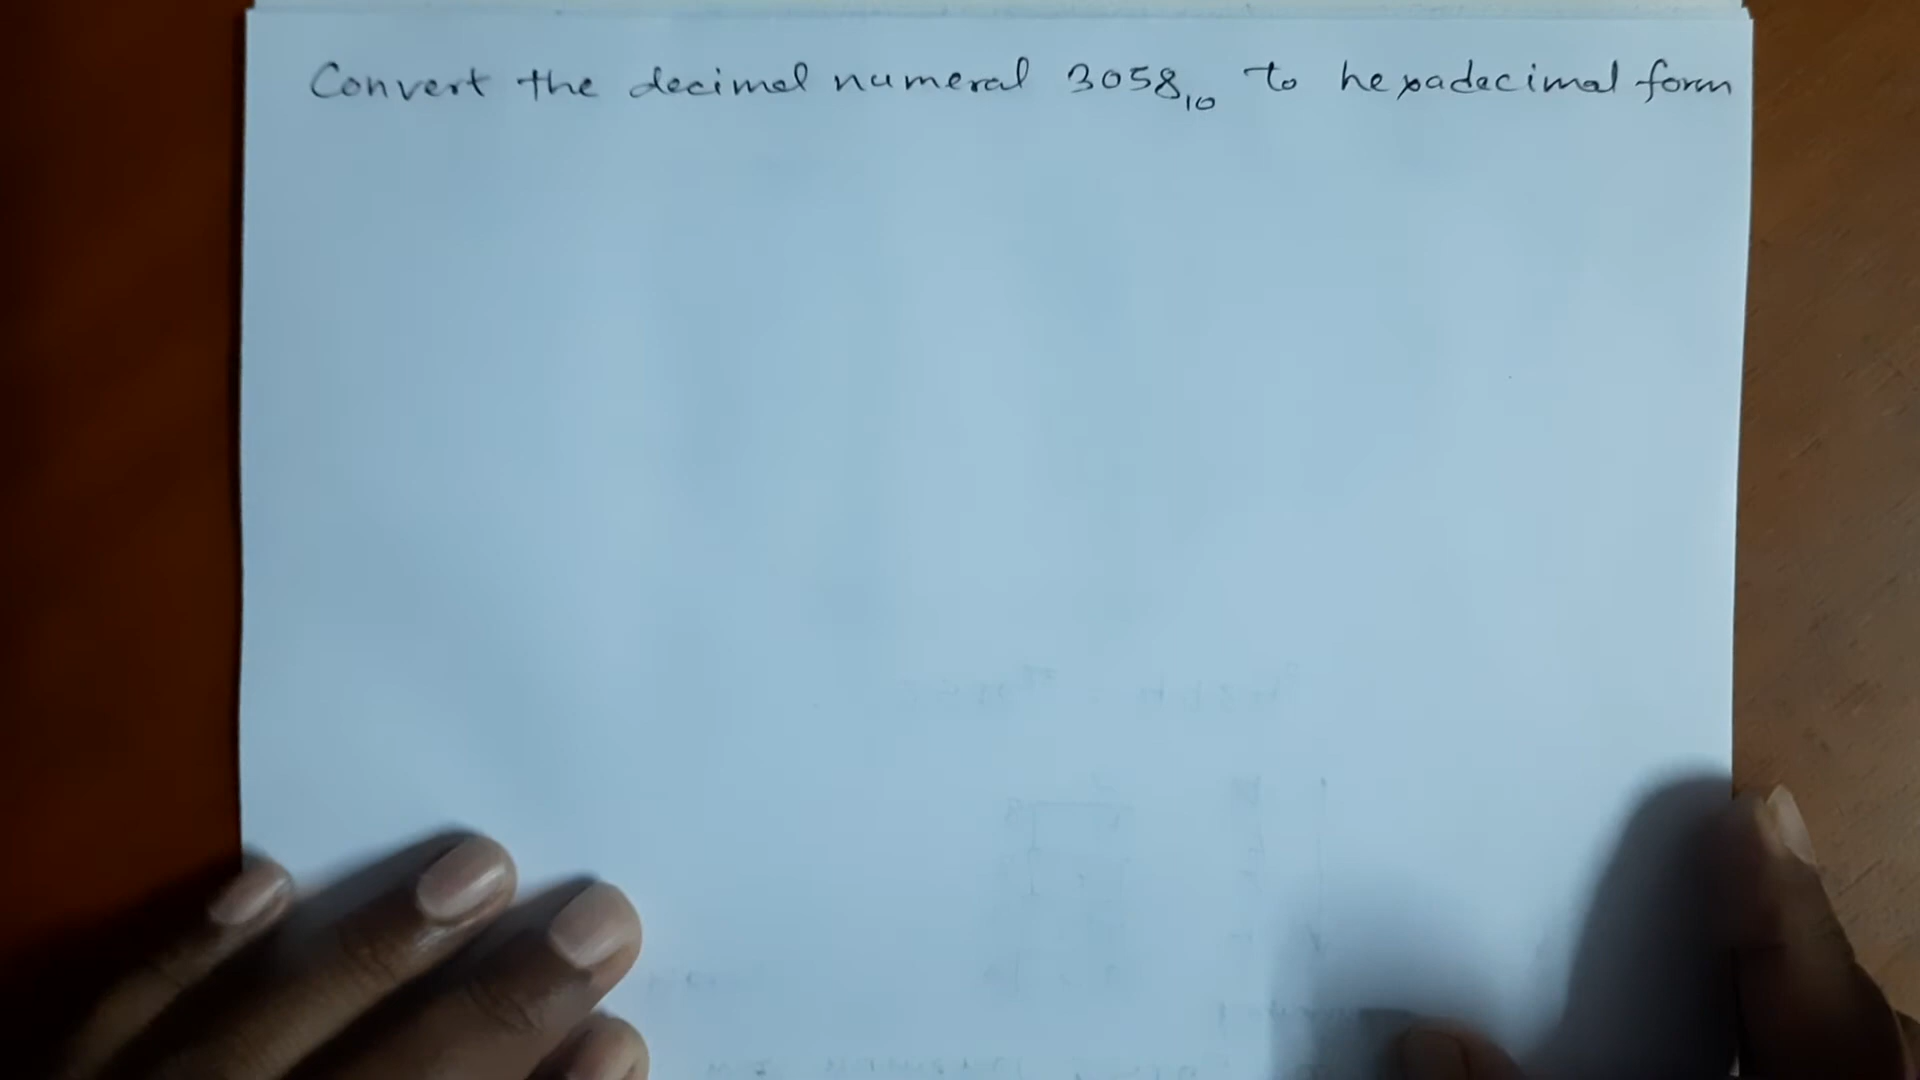 Convert the decimal numeral 3058₁₀ to hexadecimal form